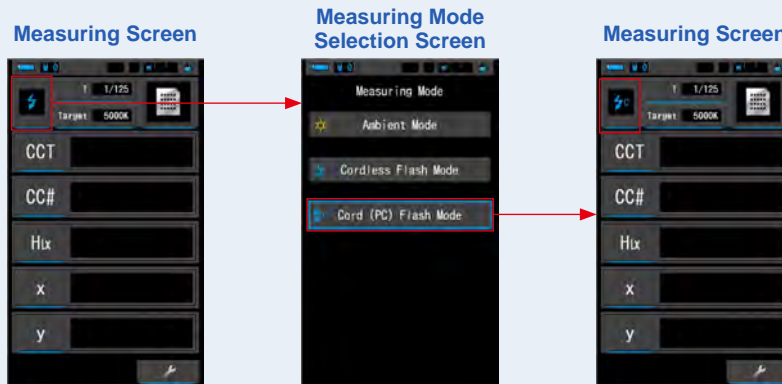 Measuring Screen
T 1/125
Target 5000K
CCT
CC#
Hlx
x
y
Measuring Mode
Selection Screen
Measuring Mode
Ambient Mode
Cordless Flash Mode
Cord (PC) Flash Mode
Measuring Screen
T 1/125
Target 5000K
CCT
CC#
Hlx
x
y